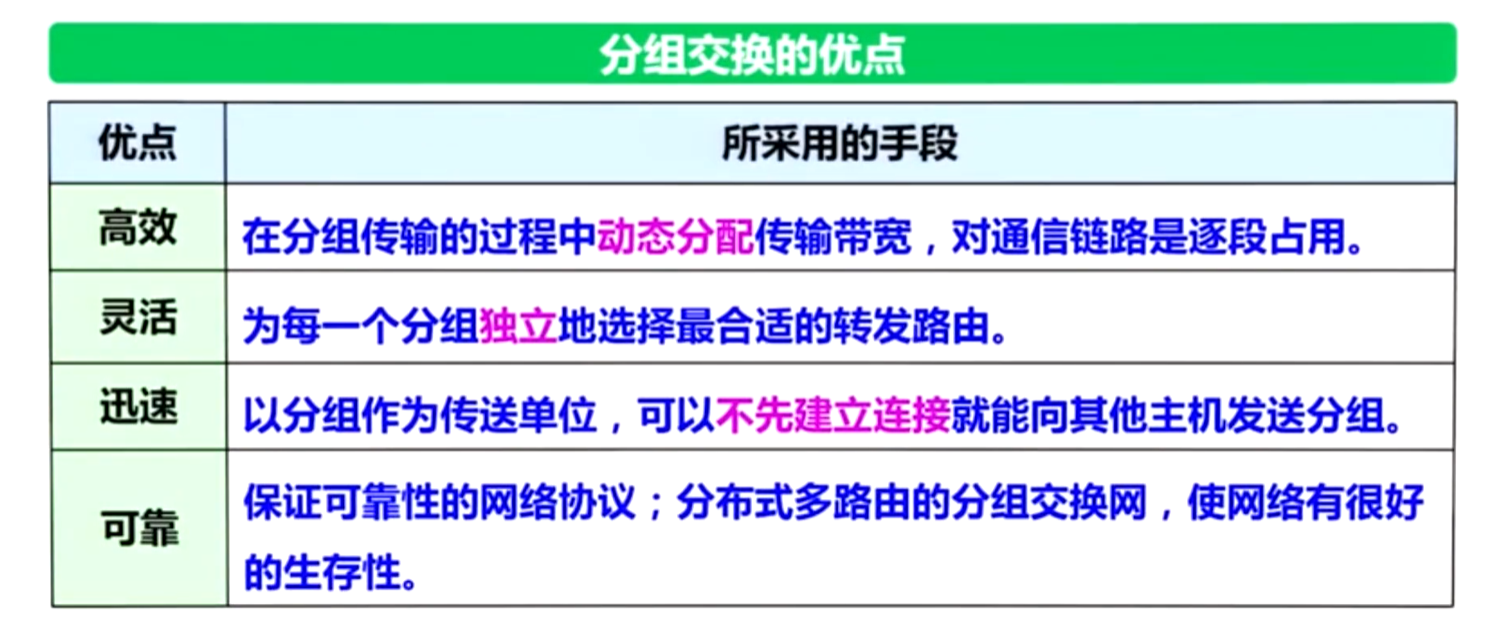 分组交换的优点
优点
所采用的手段
高效
在分组传输的过程中动态分配传输带宽，对通信链路是逐段占用。
灵活
为每一个分组独立地选择最合适的转发路由。
迅速
以分组作为传送单位，可以不先建立连接就能向其他主机发送分组。
可靠
保证可靠性的网络协议；分布式多路由的分组交换网，使网络有很好
的生存性。